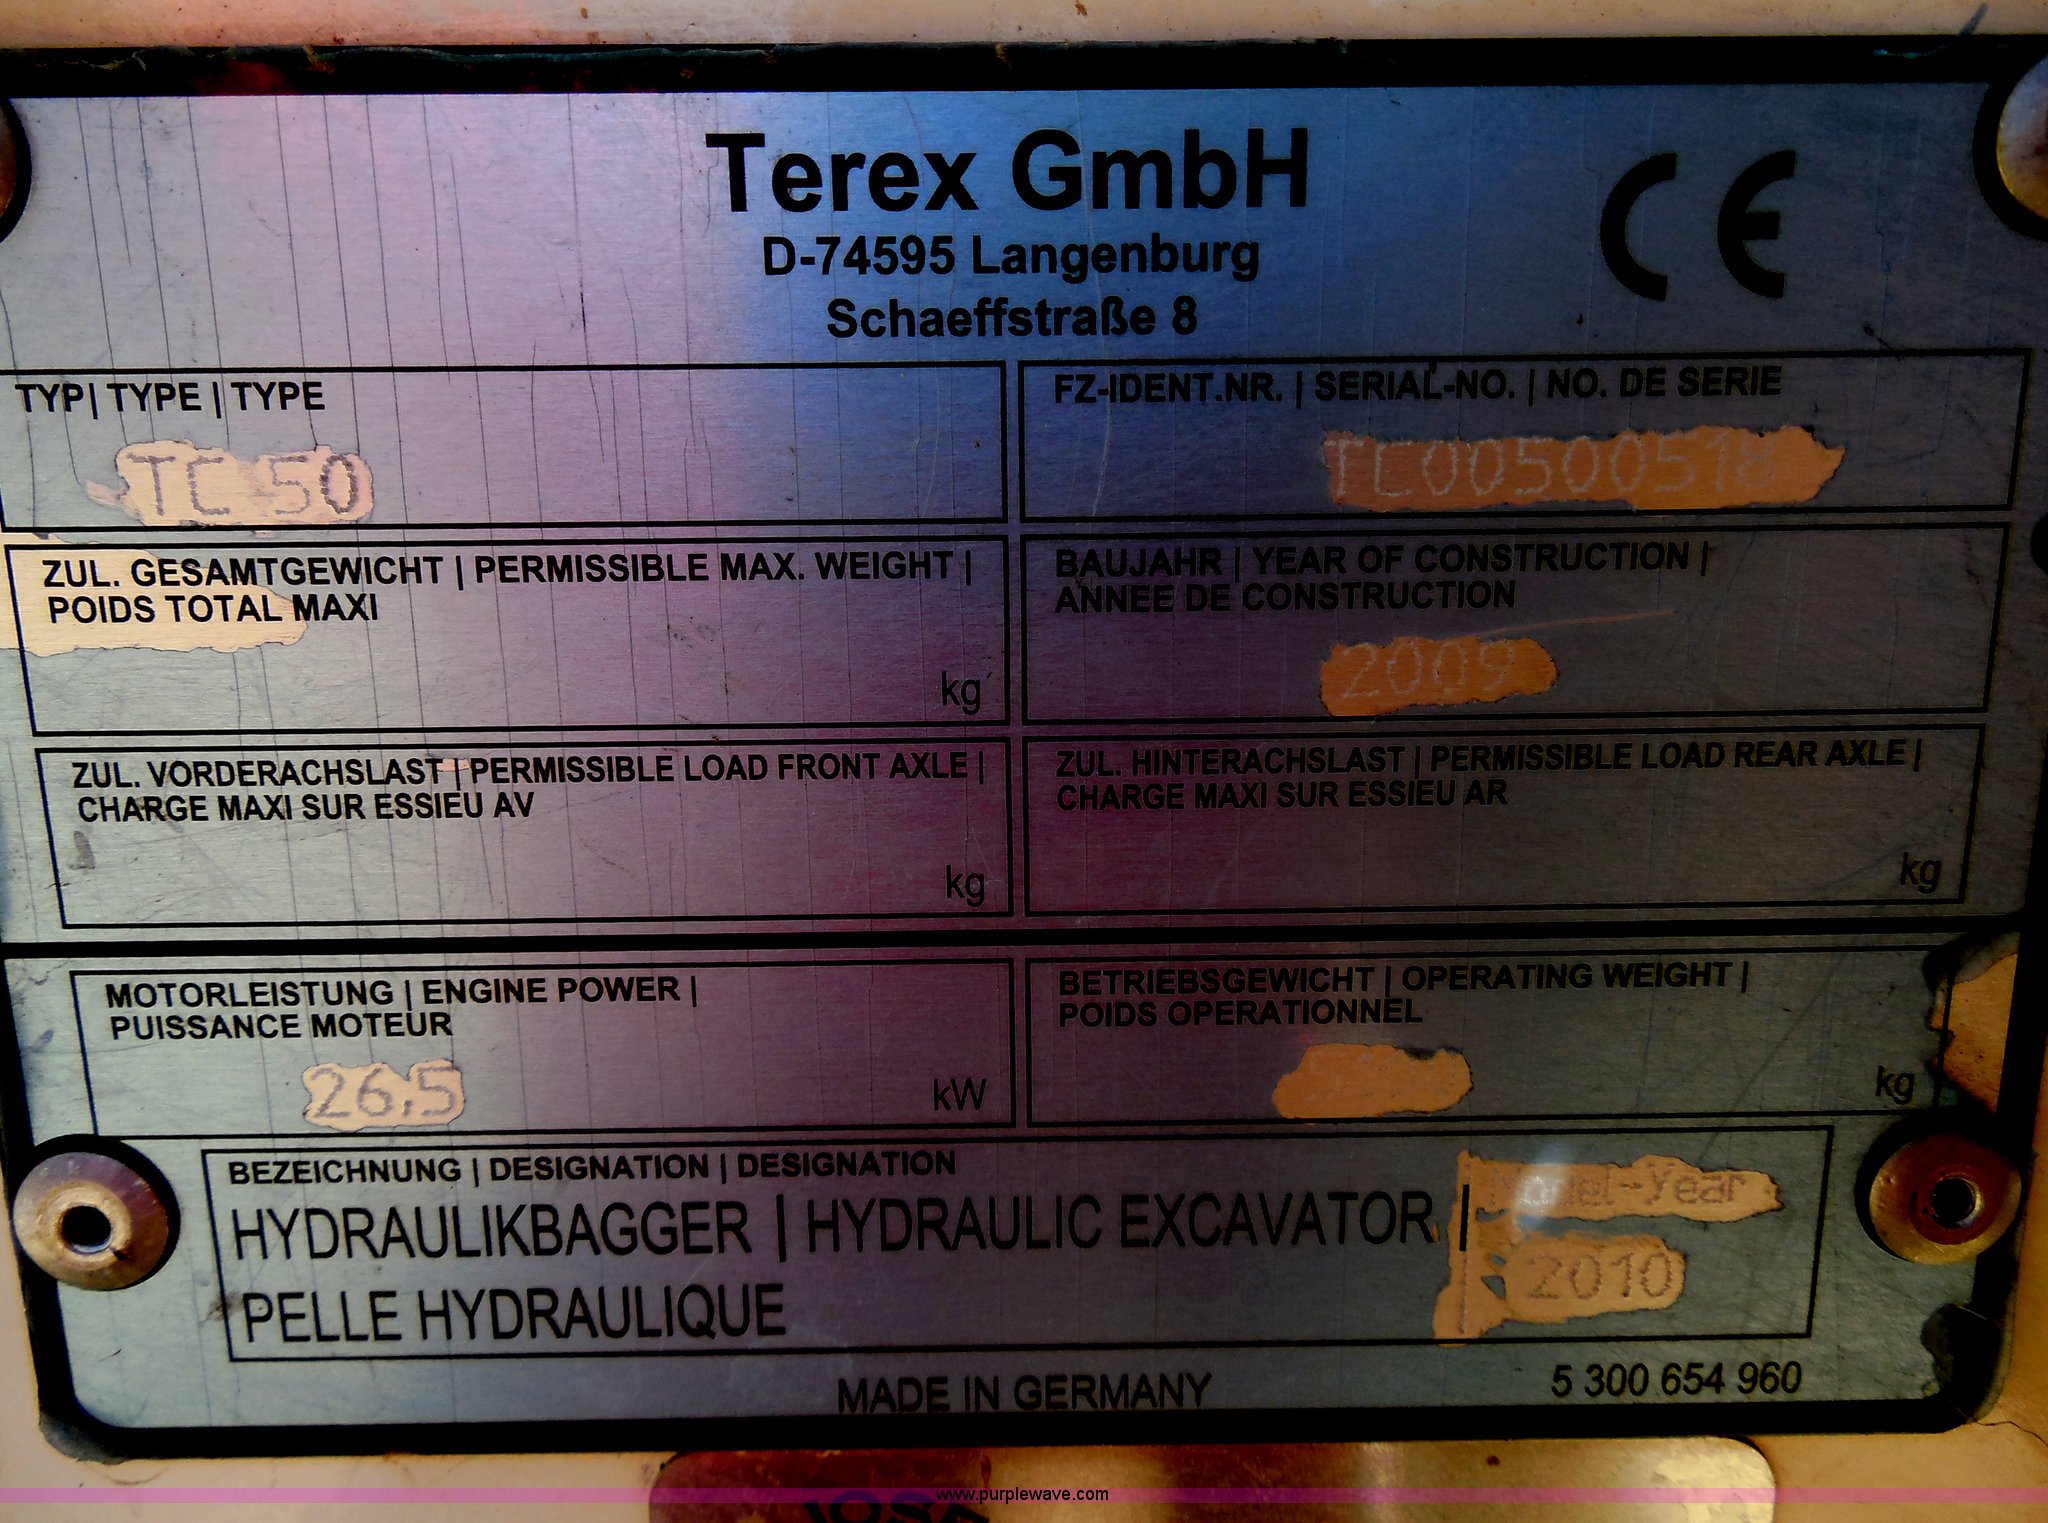 Terex GmbH
CE
D-74595 Langenburg
Schaeffstraße 8
TYP| TYPE | TYPE
TC 50
FZ-IDENT.NR. | SERIAL-NO. | NO. DE SERIE
TC00500518
ZUL. GESAMTGEWICHT | PERMISSIBLE MAX. WEIGHT |
POIDS TOTAL MAXI
kg
BAUJAHR | YEAR OF CONSTRUCTION |
ANNEE DE CONSTRUCTION
2009
ZUL. VORDERACHSLAST | PERMISSIBLE LOAD FRONT AXLE |
CHARGE MAXI SUR ESSIEU AV
kg
ZUL. HINTERACHSLAST | PERMISSIBLE LOAD REAR AXLE |
CHARGE MAXI SUR ESSIEU AR
kg
MOTORLEISTUNG | ENGINE POWER |
PUISSANCE MOTEUR
26,5
kW
BETRIEBSGEWICHT | OPERATING WEIGHT |
POIDS OPERATIONNEL
kg
BEZEICHNUNG | DESIGNATION | DESIGNATION
HYDRAULIKBAGGER | HYDRAULIC EXCAVATOR |
PELLE HYDRAULIQUE
Model-Year
2010
MADE IN GERMANY
5 300 654 960
www.purplewave.com